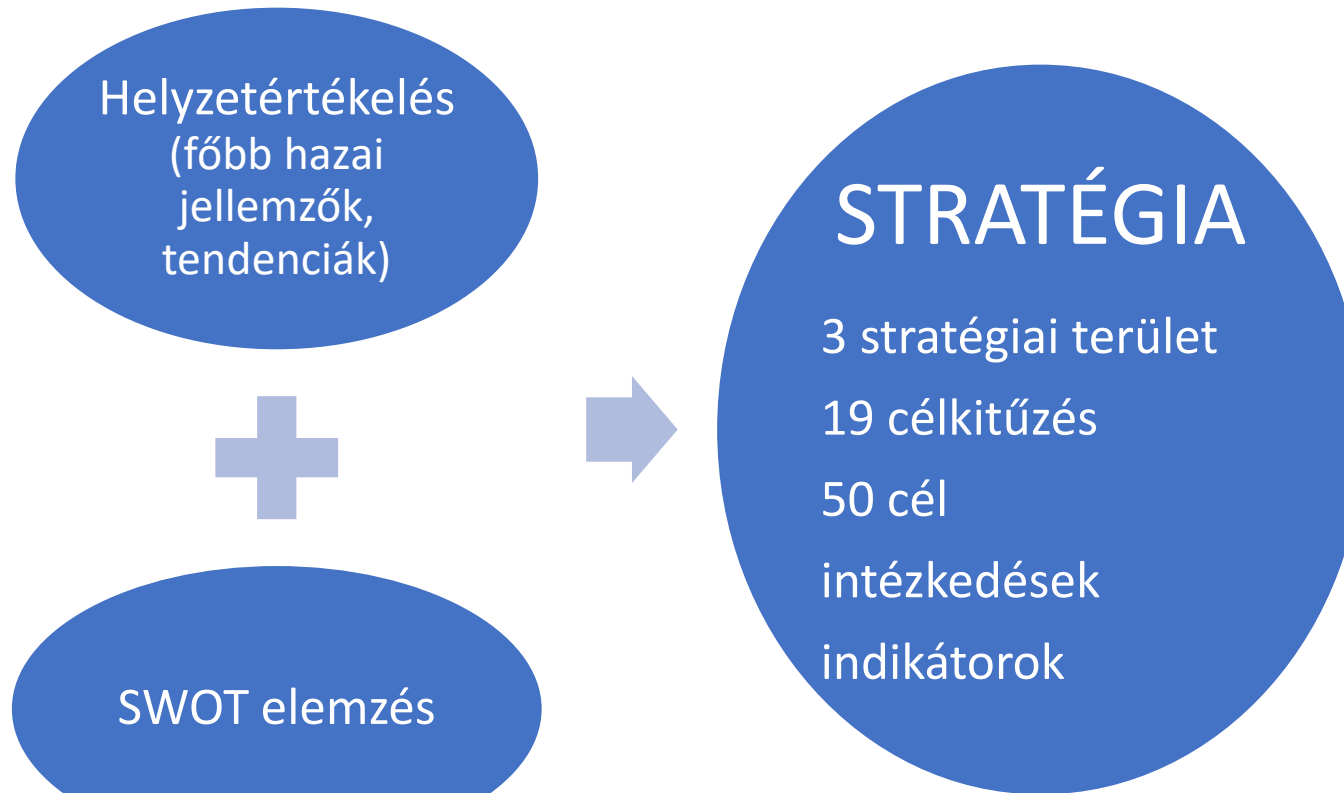 Helyzetértékelés
(főbb hazai
jellemzők,
tendenciák)
SWOT elemzés
STRATÉGIA
3 stratégiai terület
19 célkitűzés
50 cél
intézkedések
indikátorok